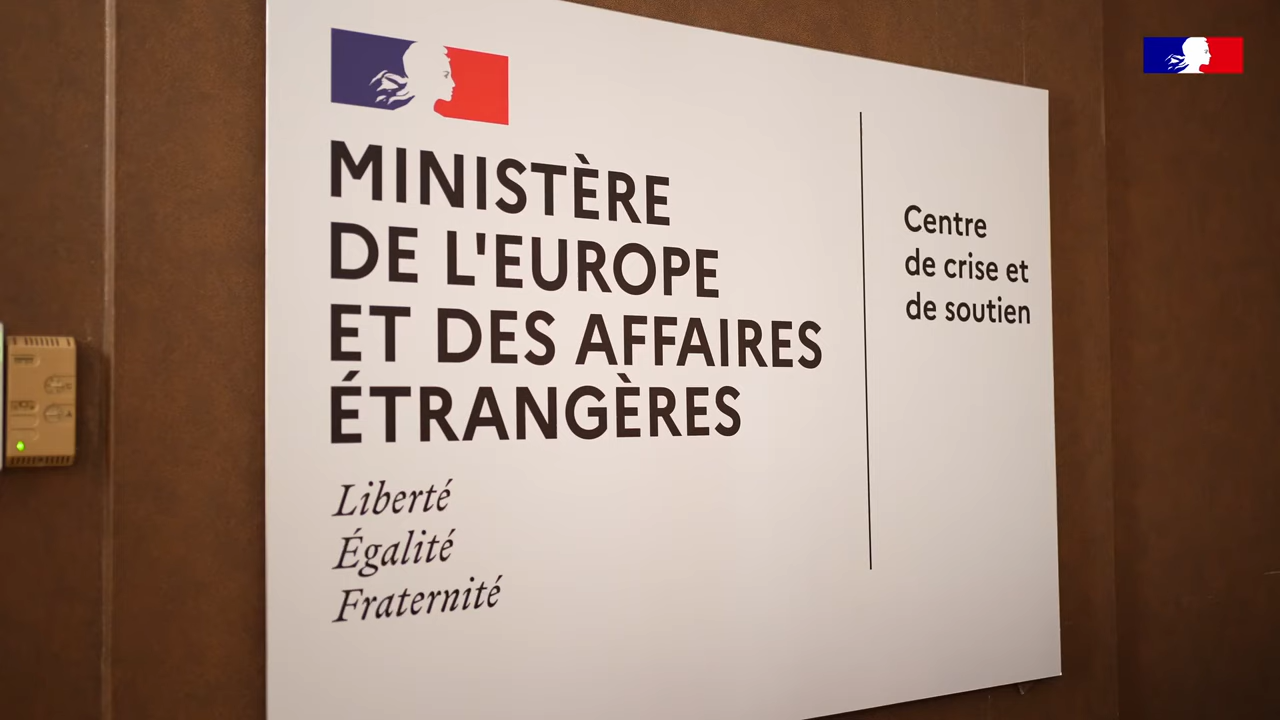 MINISTÈRE
DE L'EUROPE
ET DES AFFAIRES
ÉTRANGÈRES
Liberté
Égalité
Fraternité
Centre
de crise et
de soutien